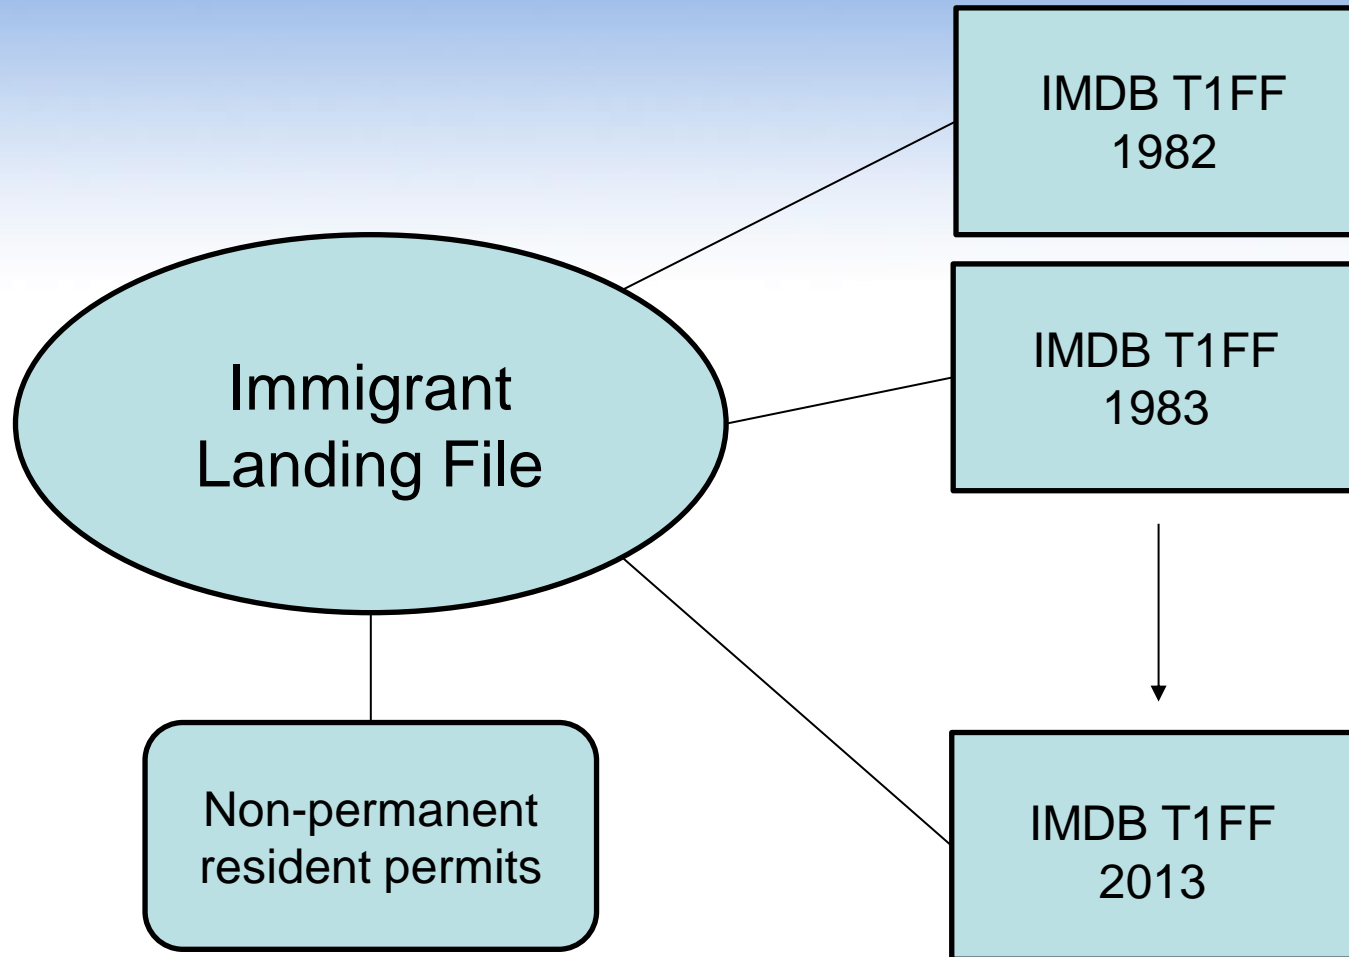 IMDB T1FF
1982
IMDB T1FF
1983
Immigrant
Landing File
Non-permanent
resident permits
IMDB T1FF
2013